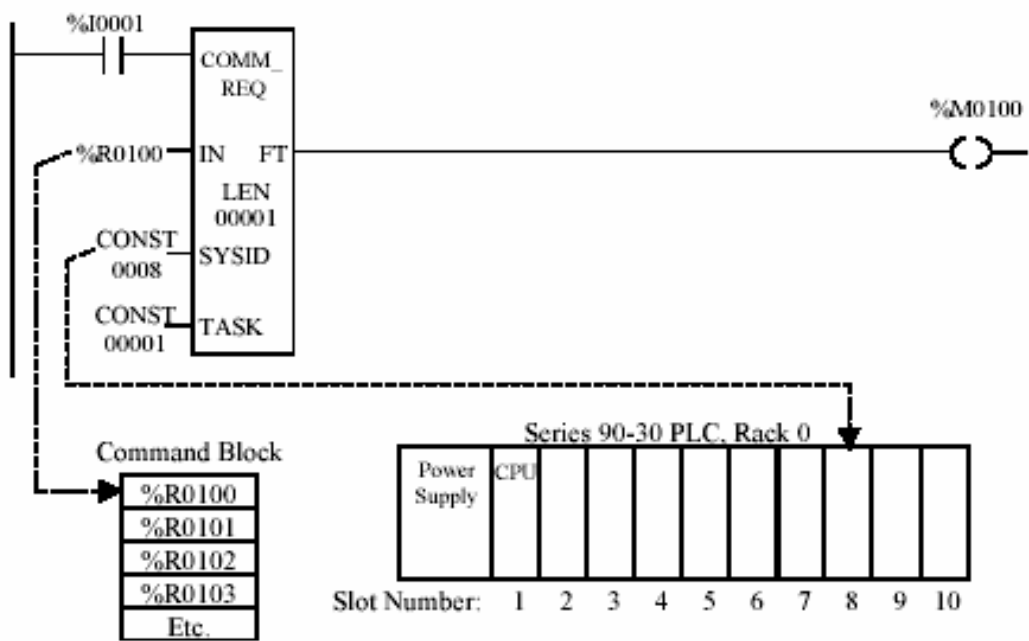 %I0001
COMM_
REQ
%M0100
%R0100
IN FT
LEN
00001
CONST
0008
SYSID
CONST
00001
TASK
Series 90-30 PLC, Rack 0
Command Block
Power
Supply
CPU
%R0100
%R0101
%R0102
%R0103
Etc.
Slot Number: 1 2 3 4 5 6 7 8 9 10